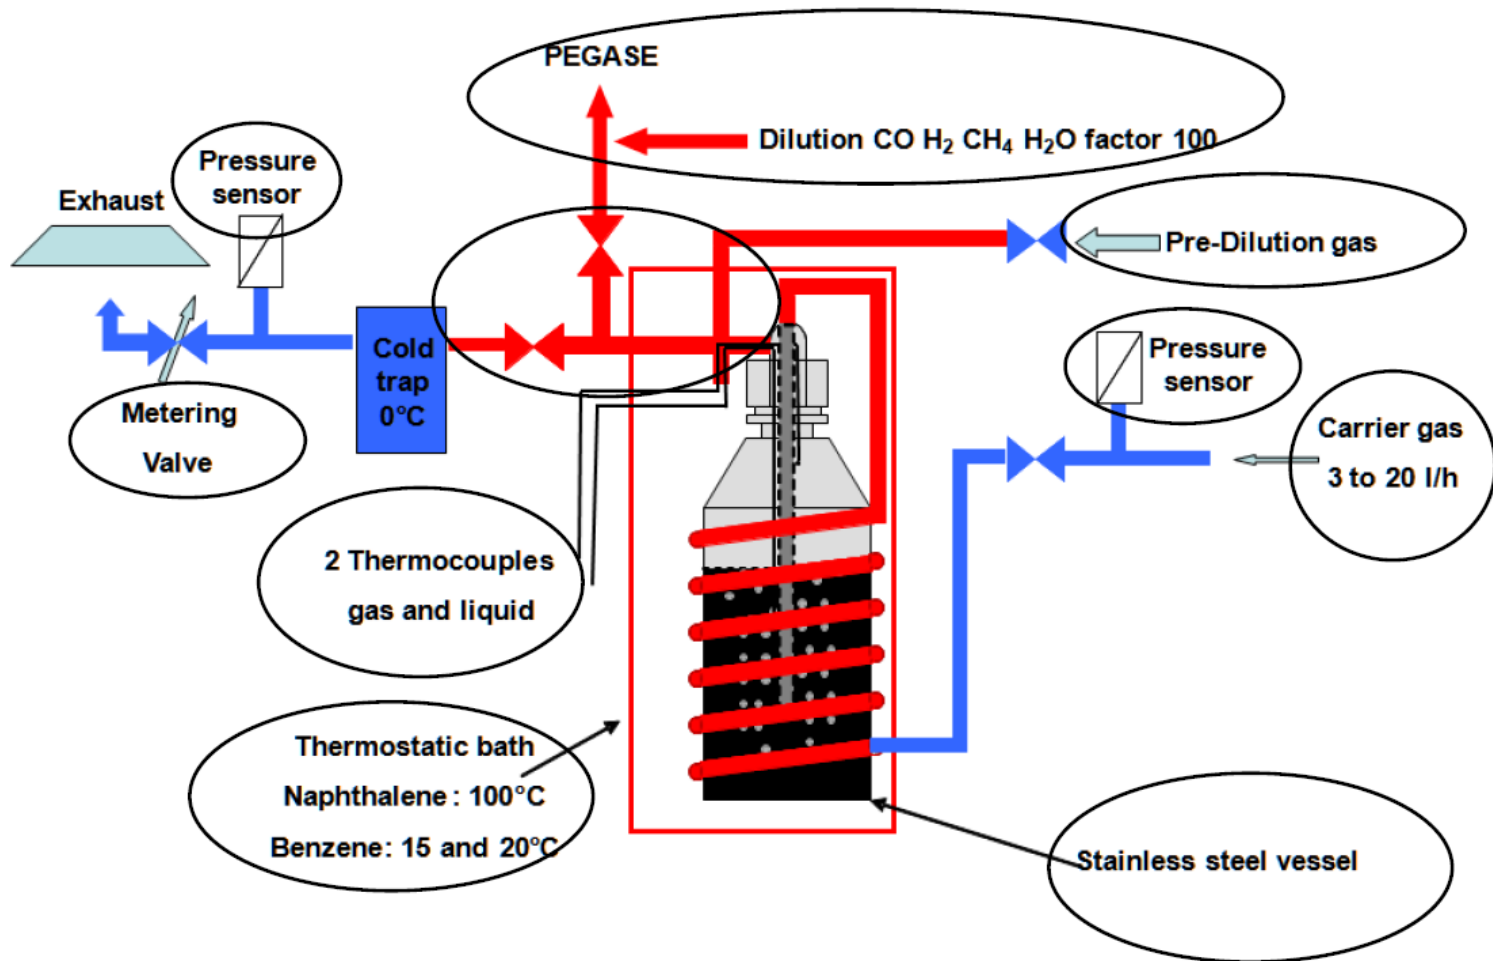 PEGASE
Dilution CO H₂ CH₄ H₂O factor 100
Pressure
sensor
Exhaust
Pre-Dilution gas
Cold
trap
0°C
Pressure
sensor
Metering
Valve
Carrier gas
3 to 20 l/h
2 Thermocouples
gas and liquid
Thermostatic bath
Naphthalene : 100°C
Benzene: 15 and 20°C
Stainless steel vessel